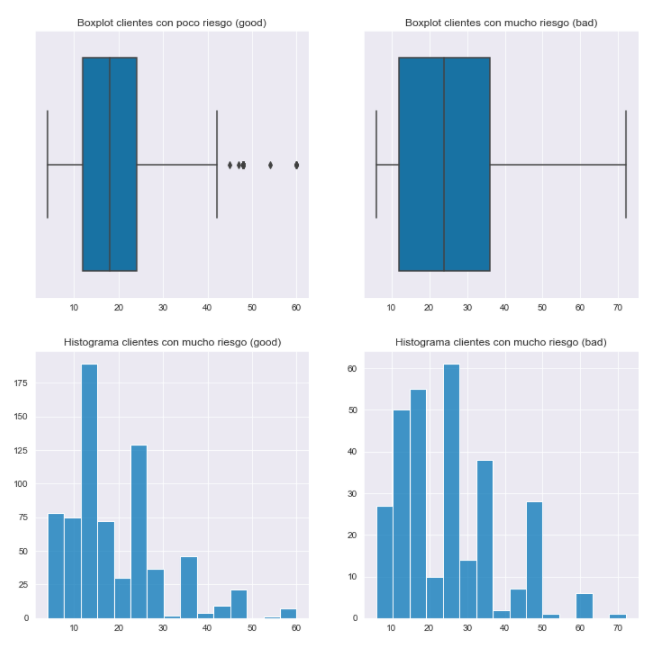 Boxplot clientes con poco riesgo (good)
Boxplot clientes con mucho riesgo (bad)
10 20 30 40 50 60
10 20 30 40 50 60 70
Histograma clientes con mucho riesgo (good)
Histograma clientes con mucho riesgo (bad)
175
150
125
100
75
50
25
0
10 20 30 40 50 60
60
50
40
30
20
10
0
10 20 30 40 50 60 70